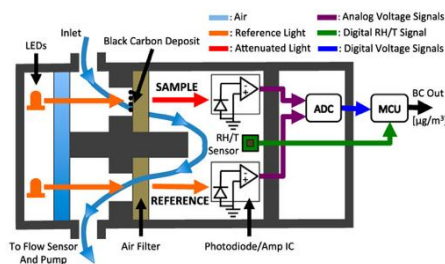 LEDs
Inlet
Black Carbon Deposit
: Air
: Reference Light
: Attenuated Light
: Analog Voltage Signals
: Digital RH/T Signal
: Digital Voltage Signals
SAMPLE
ADC
MCU
BC Out
[µg/m³]
RH/T
Sensor
REFERENCE
To Flow Sensor
And Pump
Air Filter
Photodiode/Amp IC